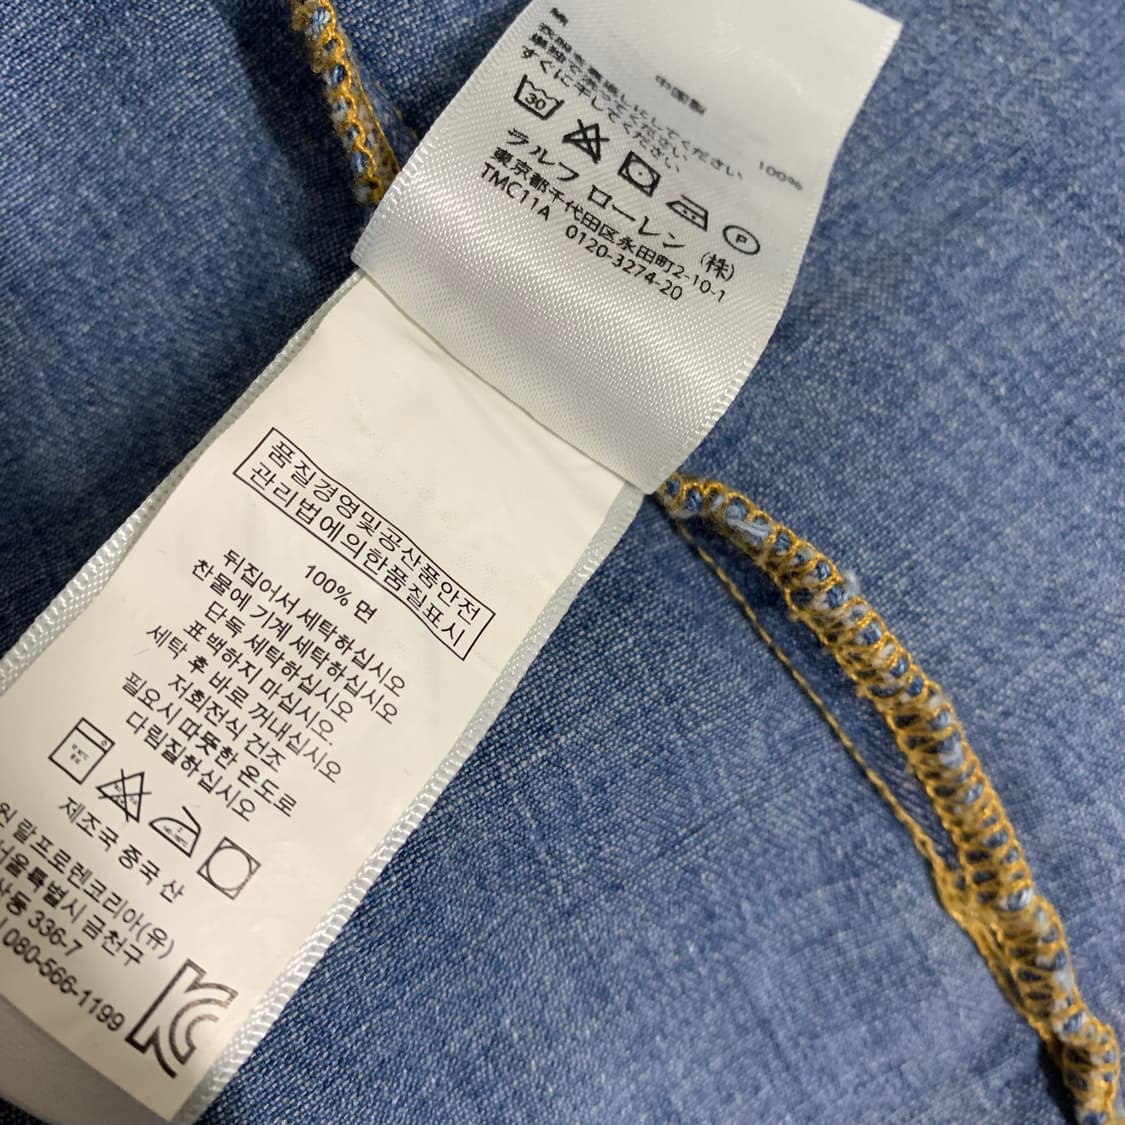 M
中国製
100%
すぐに干してください
30
P
ラルフ ローレン (株)
東京都千代田区永田町2-10-1
TMC11A 0120-3274-20
품질경영및공산품안전
관리법에의한품질표시
100% 면
뒤집어서 세탁하십시오
찬물에 기계 세탁하십시오
단독 세탁하십시오
표백하지 마십시오.
세탁 후 바로 꺼내십시오
저회전식 건조
필요시 따뜻한 온도로
다림질하십시오
제조국 중국 산
랄프로렌코리아(유)
서울특별시 금천구
산동 336-7
080-566-1199